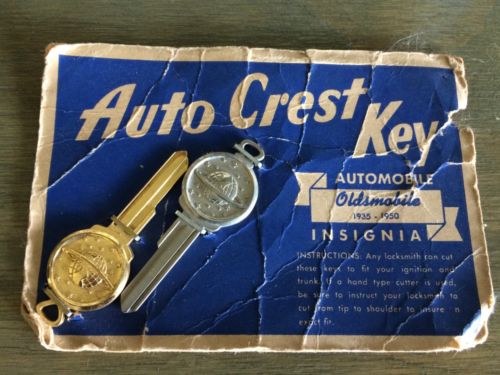 Auto Crest
Key
AUTOMOBILE
Oldsmobile
1935 - 1950
INSIGNIA
INSTRUCTIONS: Any locksmith can cut
these keys to fit your ignition and
trunk. If a hand type cutter is used,
be sure to instruct your locksmith to
cut from tip to shoulder to insure n
exact fit.